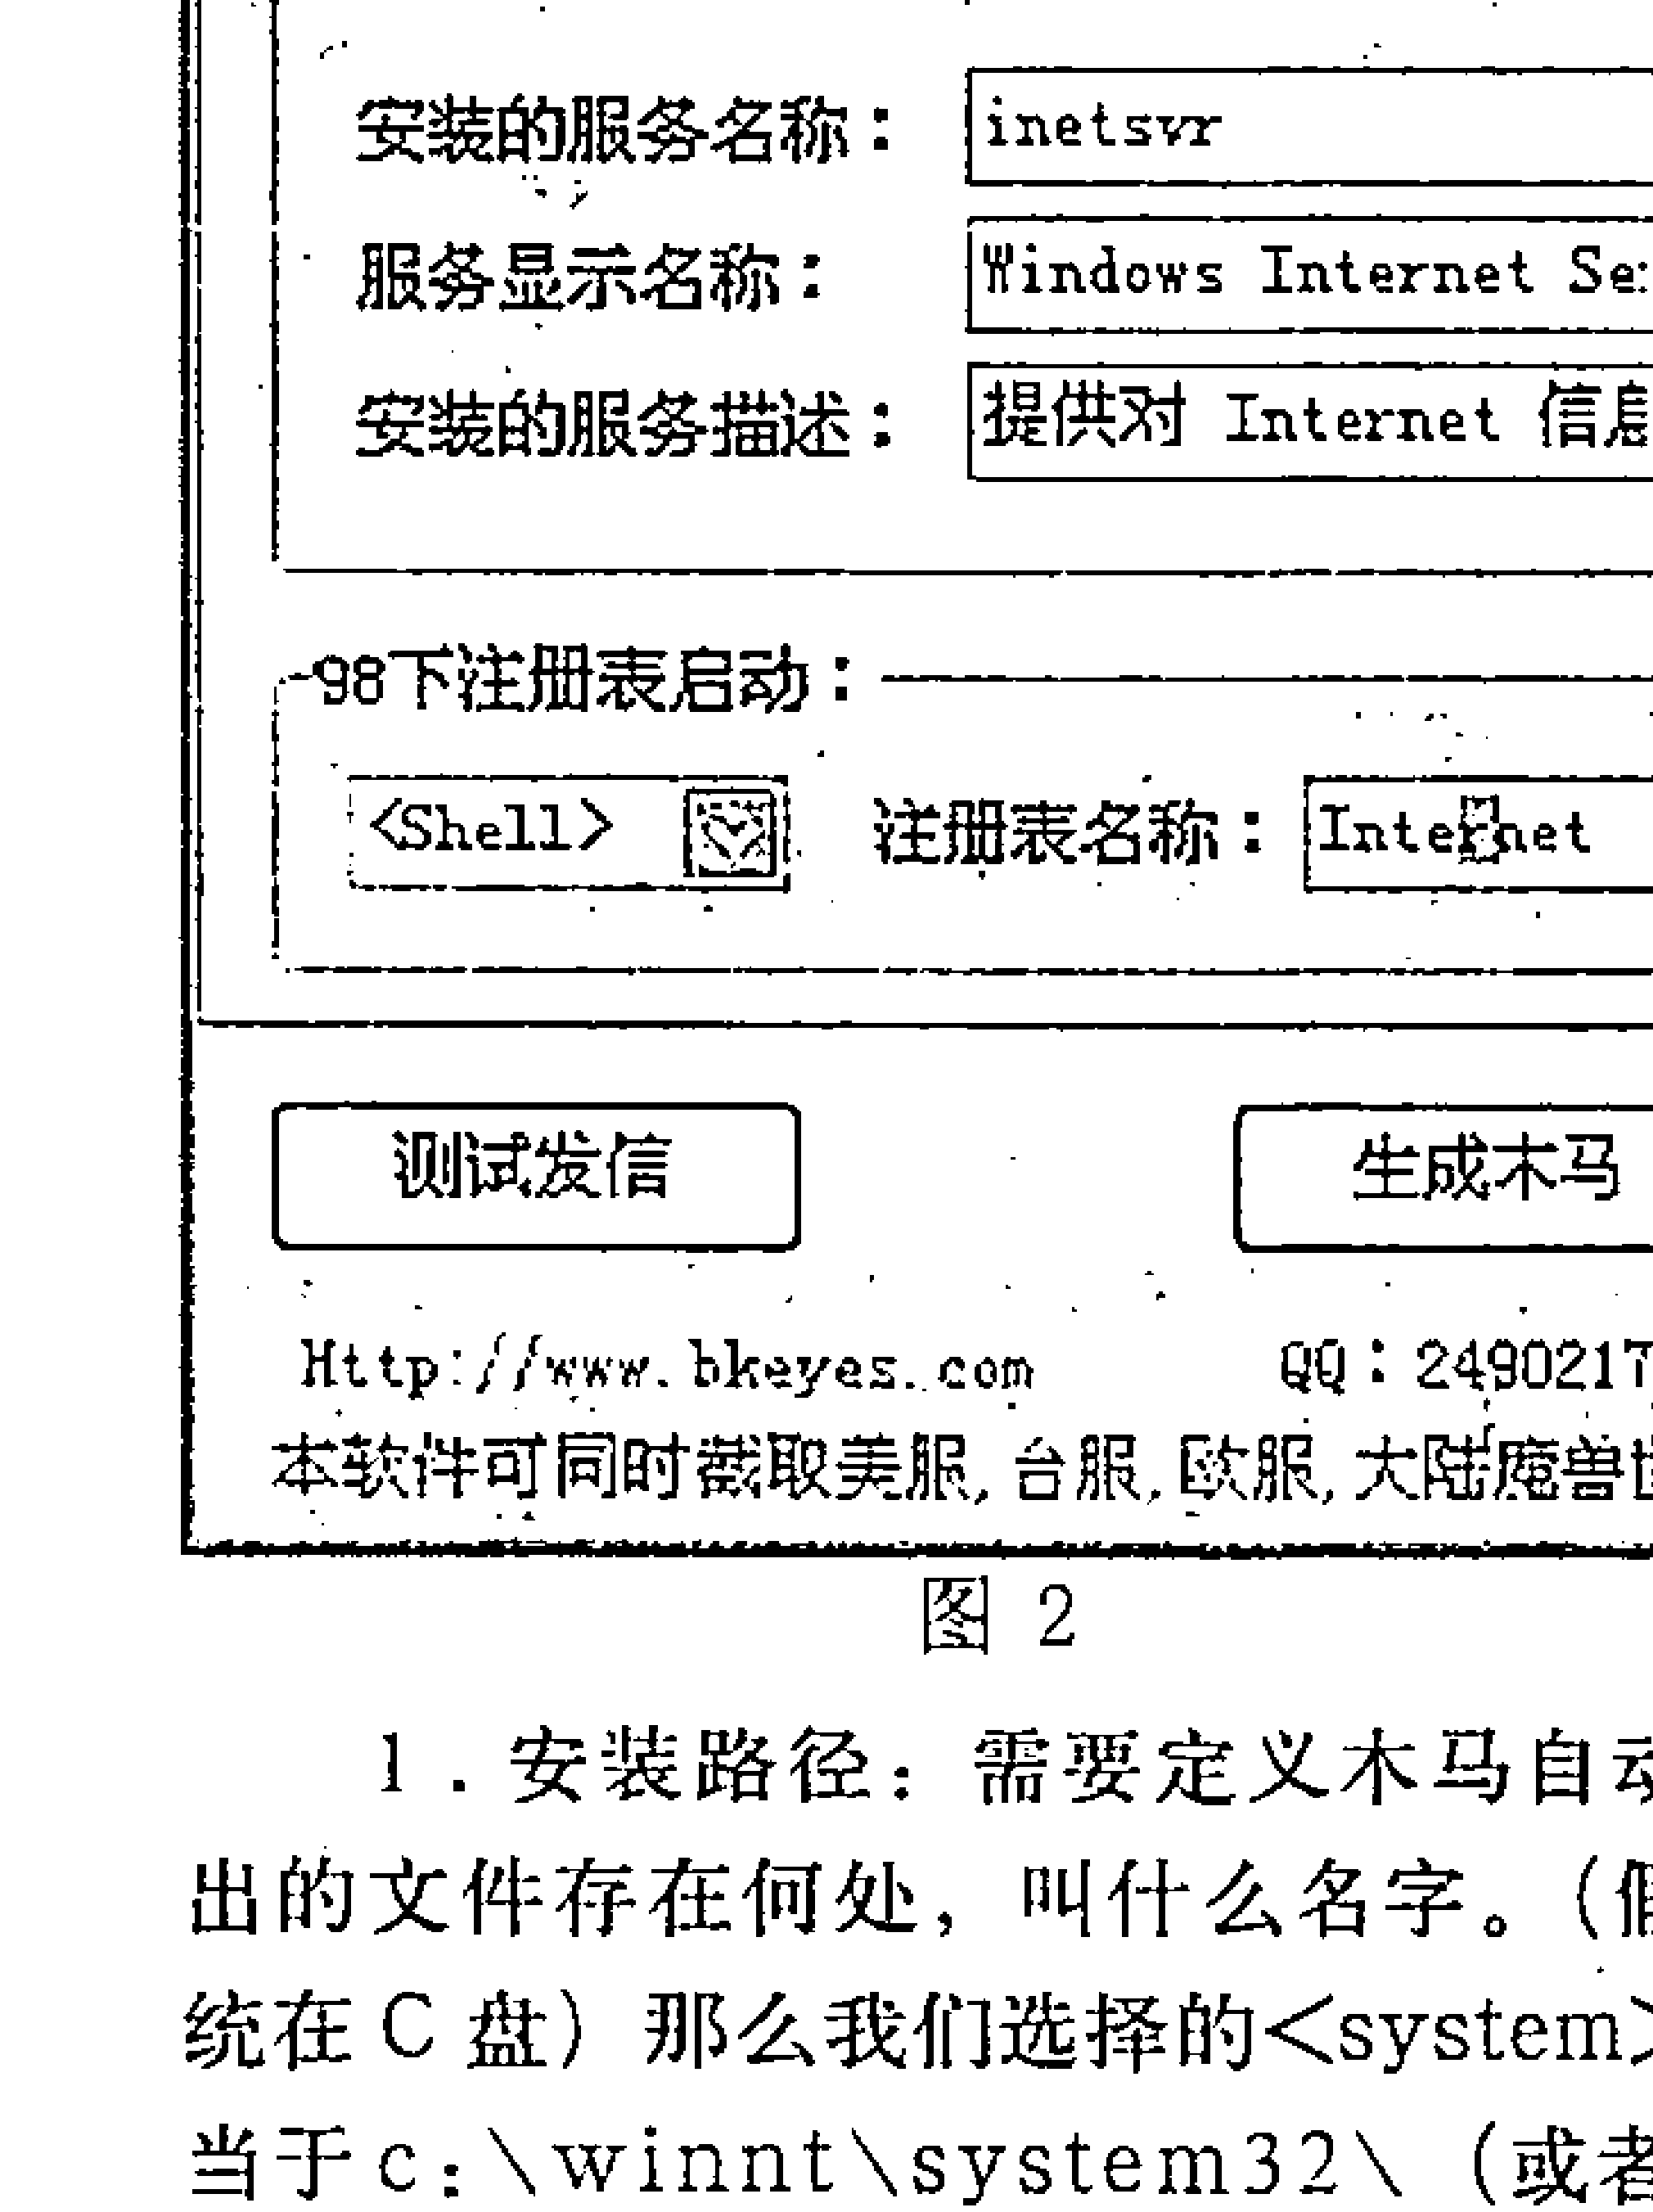 安装的服务名称： inetsvr
服务显示名称： Windows Internet Se
安装的服务描述： 提供对 Internet 信息
98下注册表启动：
<Shell> 注册表名称： Internet
测试发信 生成木马
Http://www.bkeyes.com QQ：2490217
本软件可同时截取美服,台服,欧服,大陆魔兽世
图 2
1．安装路径：需要定义木马自动
出的文件存在何处，叫什么名字。（假
统在 C 盘）那么我们选择的<system>
当于 c：\winnt\system32\（或者